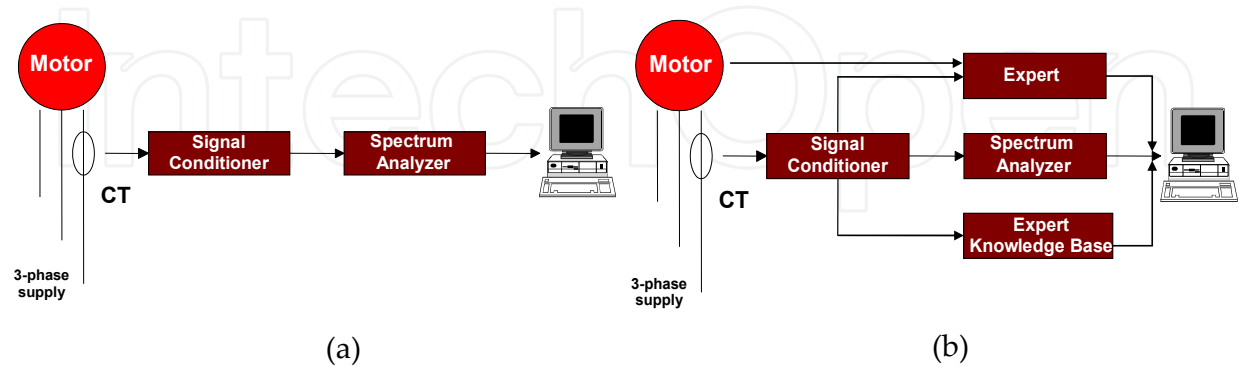 IntechOpen
Motor
Signal
Conditioner
Spectrum
Analyzer
CT
3-phase
supply
(a)
Motor
Expert
Signal
Conditioner
Spectrum
Analyzer
CT
Expert
Knowledge Base
3-phase
supply
(b)